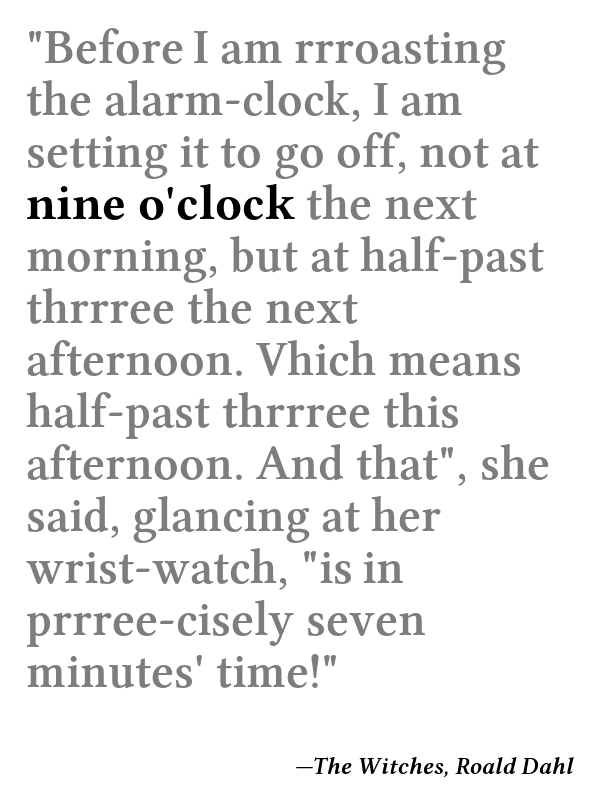 "Before I am rrroasting
the alarm-clock, I am
setting it to go off, not at
nine o'clock the next
morning, but at half-past
thrrree the next
afternoon. Vhich means
half-past thrrree this
afternoon. And that", she
said, glancing at her
wrist-watch, "is in
prrree-cisely seven
minutes' time!"
—The Witches, Roald Dahl